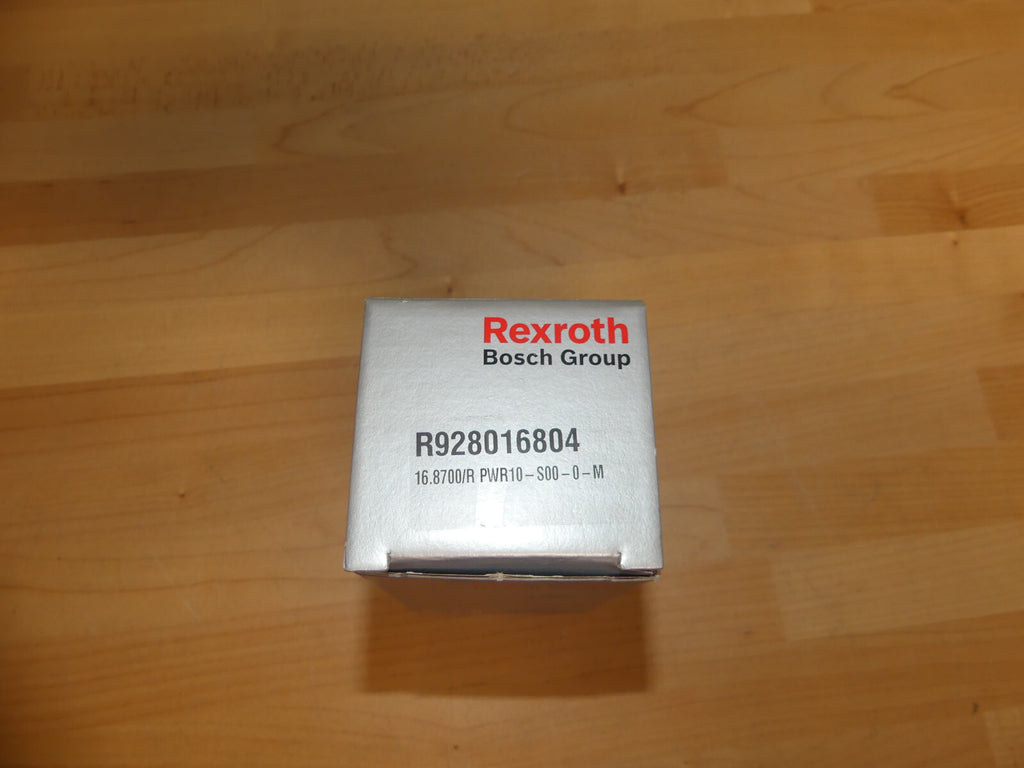 Rexroth
Bosch Group
R928016804
16.8700/R PWR10–S00–0–M